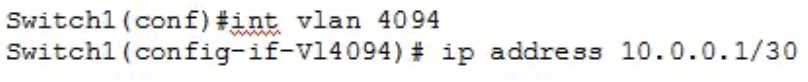 Switch1(conf)#int vlan 4094
Switch1(config-if-Vl4094)# ip address 10.0.0.1/30